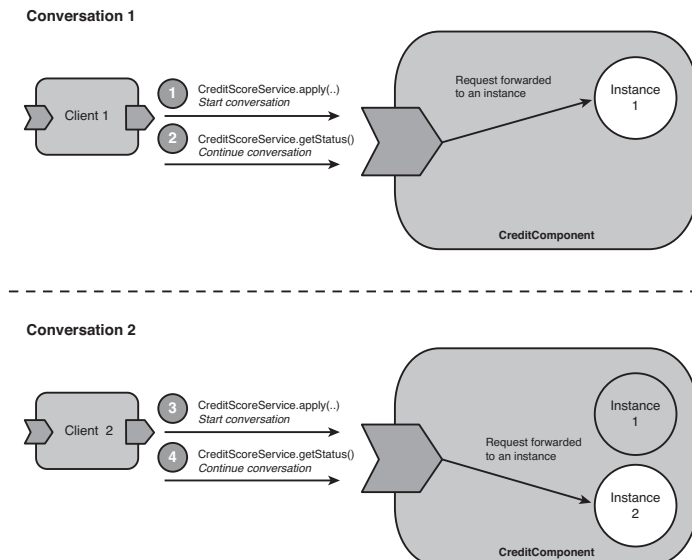 Conversation 1
Client 1
1
CreditScoreService.apply(..)
Start conversation
2
CreditScoreService.getStatus()
Continue conversation
Request forwarded
to an instance
Instance
1
CreditComponent
Conversation 2
Client 2
3
CreditScoreService.apply(..)
Start conversation
4
CreditScoreService.getStatus()
Continue conversation
Request forwarded
to an instance
Instance
1
Instance
2
CreditComponent